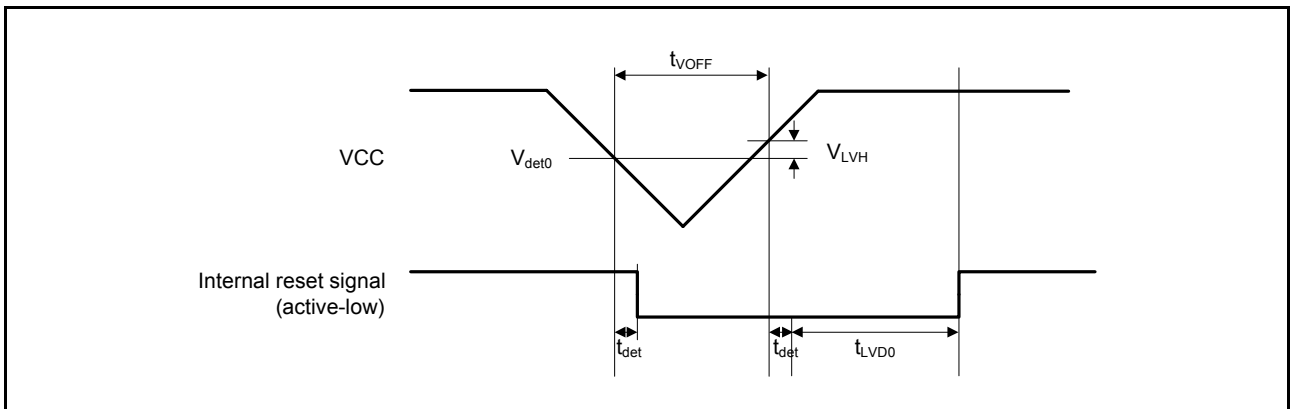 tVOFF
VCC
Vdet0
VLVH
Internal reset signal
(active-low)
tdet
tdet
tLVD0